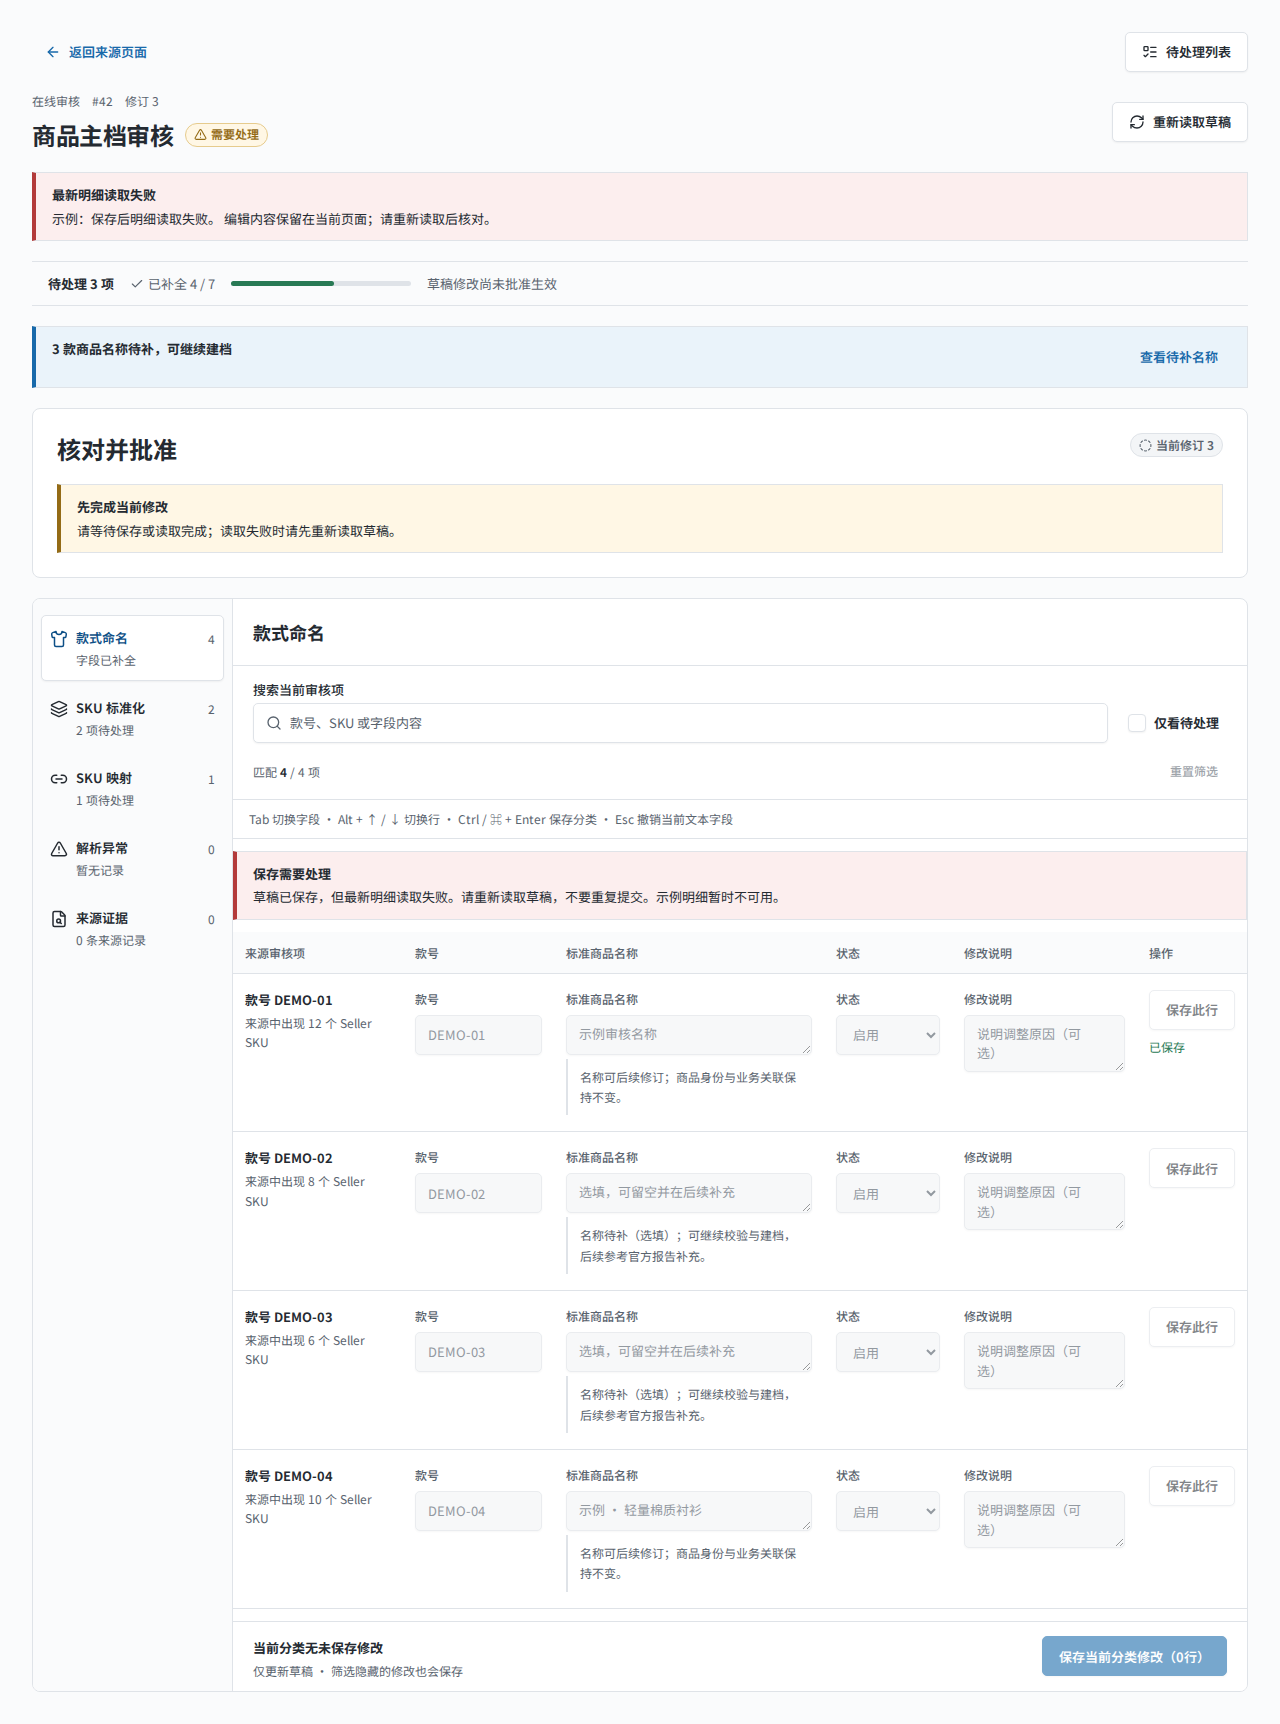 返回来源页面
待处理列表
在线审核 #42 修订 3
商品主档审核
需要处理
重新读取草稿
最新明细读取失败
示例：保存后明细读取失败。 编辑内容保留在当前页面；请重新读取后核对。
待处理 3 项
已补全 4 / 7
草稿修改尚未批准生效
3 款商品名称待补，可继续建档
查看待补名称
核对并批准
当前修订 3
先完成当前修改
请等待保存或读取完成；读取失败时请先重新读取草稿。
款式命名 4
字段已补全
SKU 标准化 2
2 项待处理
SKU 映射 1
1 项待处理
解析异常 0
暂无记录
来源证据 0
0 条来源记录
款式命名
搜索当前审核项
款号、SKU 或字段内容
仅看待处理
匹配 4 / 4 项
重置筛选
Tab 切换字段 · Alt + ↑ / ↓ 切换行 · Ctrl / ⌘ + Enter 保存分类 · Esc 撤销当前文本字段
保存需要处理
草稿已保存，但最新明细读取失败。请重新读取草稿，不要重复提交。示例明细暂时不可用。
来源审核项 款号 标准商品名称 状态 修改说明 操作
款号 DEMO-01
来源中出现 12 个 Seller
SKU
款号
DEMO-01
标准商品名称
示例审核名称
名称可后续修订；商品身份与业务关联保
持不变。
状态
启用
修改说明
说明调整原因（可
选）
保存此行
已保存
款号 DEMO-02
来源中出现 8 个 Seller
SKU
款号
DEMO-02
标准商品名称
选填，可留空并在后续补充
名称待补（选填）；可继续校验与建档，
后续参考官方报告补充。
状态
启用
修改说明
说明调整原因（可
选）
保存此行
款号 DEMO-03
来源中出现 6 个 Seller
SKU
款号
DEMO-03
标准商品名称
选填，可留空并在后续补充
名称待补（选填）；可继续校验与建档，
后续参考官方报告补充。
状态
启用
修改说明
说明调整原因（可
选）
保存此行
款号 DEMO-04
来源中出现 10 个 Seller
SKU
款号
DEMO-04
标准商品名称
示例 · 轻量棉质衬衫
名称可后续修订；商品身份与业务关联保
持不变。
状态
启用
修改说明
说明调整原因（可
选）
保存此行
当前分类无未保存修改
仅更新草稿 · 筛选隐藏的修改也会保存
保存当前分类修改（0行）